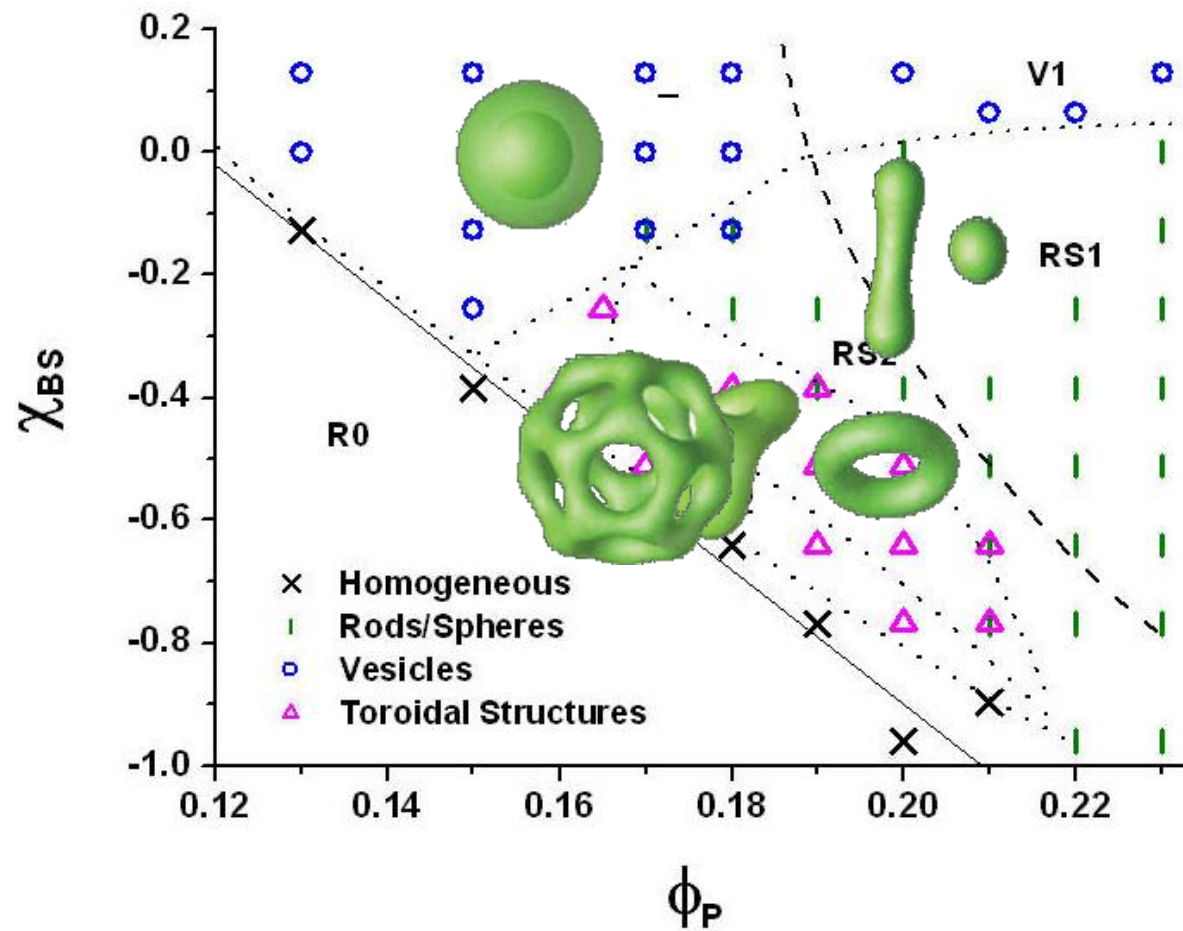 0.2
V1
0.0
RS1
-0.2
RS2
χBS
-0.4
R0
-0.6
Homogeneous
Rods/Spheres
-0.8
Vesicles
Toroidal Structures
-1.0
0.12 0.14 0.16 0.18 0.20 0.22
ϕP